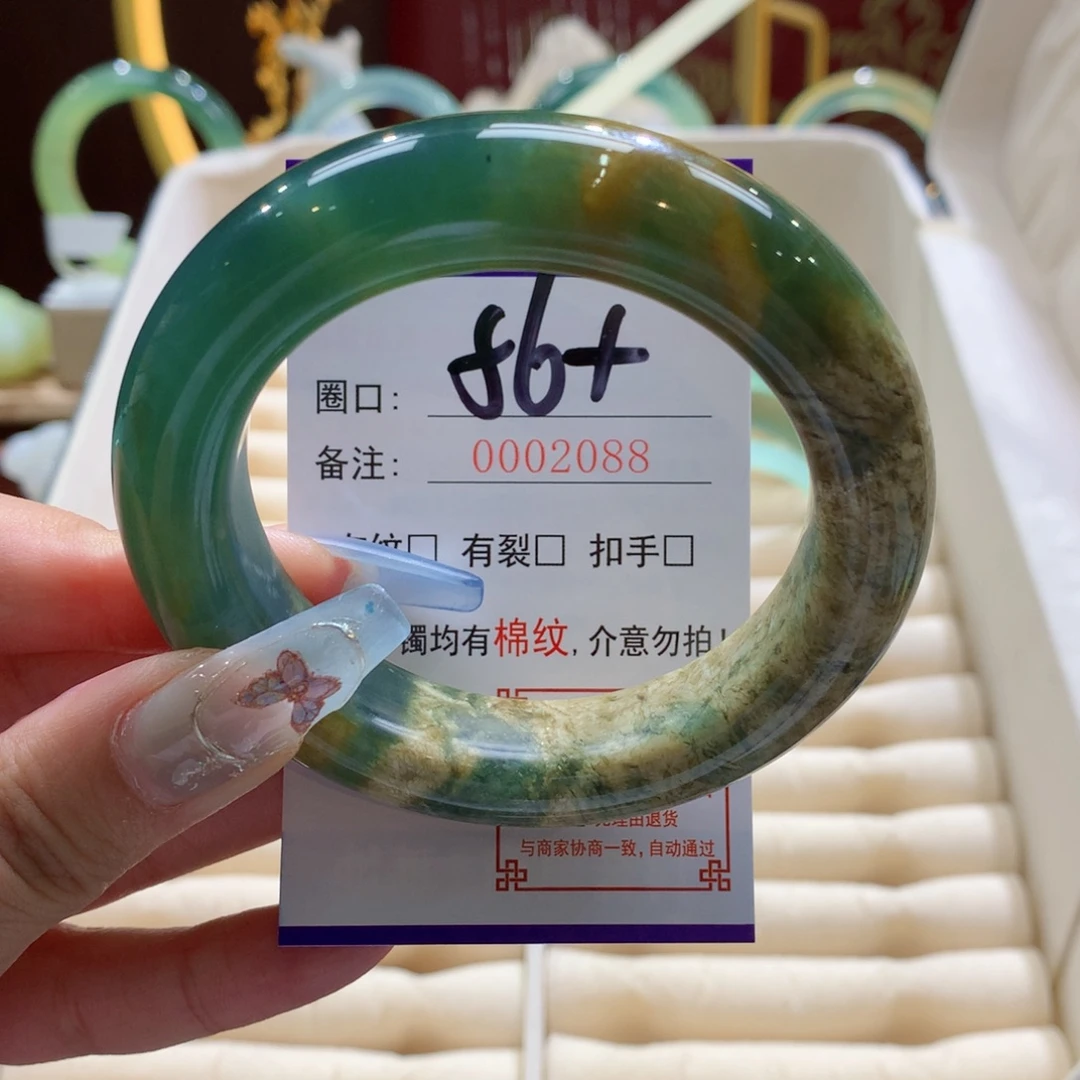 圈口: 56+
备注: 0002088
纹□ 有裂□ 扣手□
镯均有棉纹,介意勿拍!
理由退货
与商家协商一致,自动通过